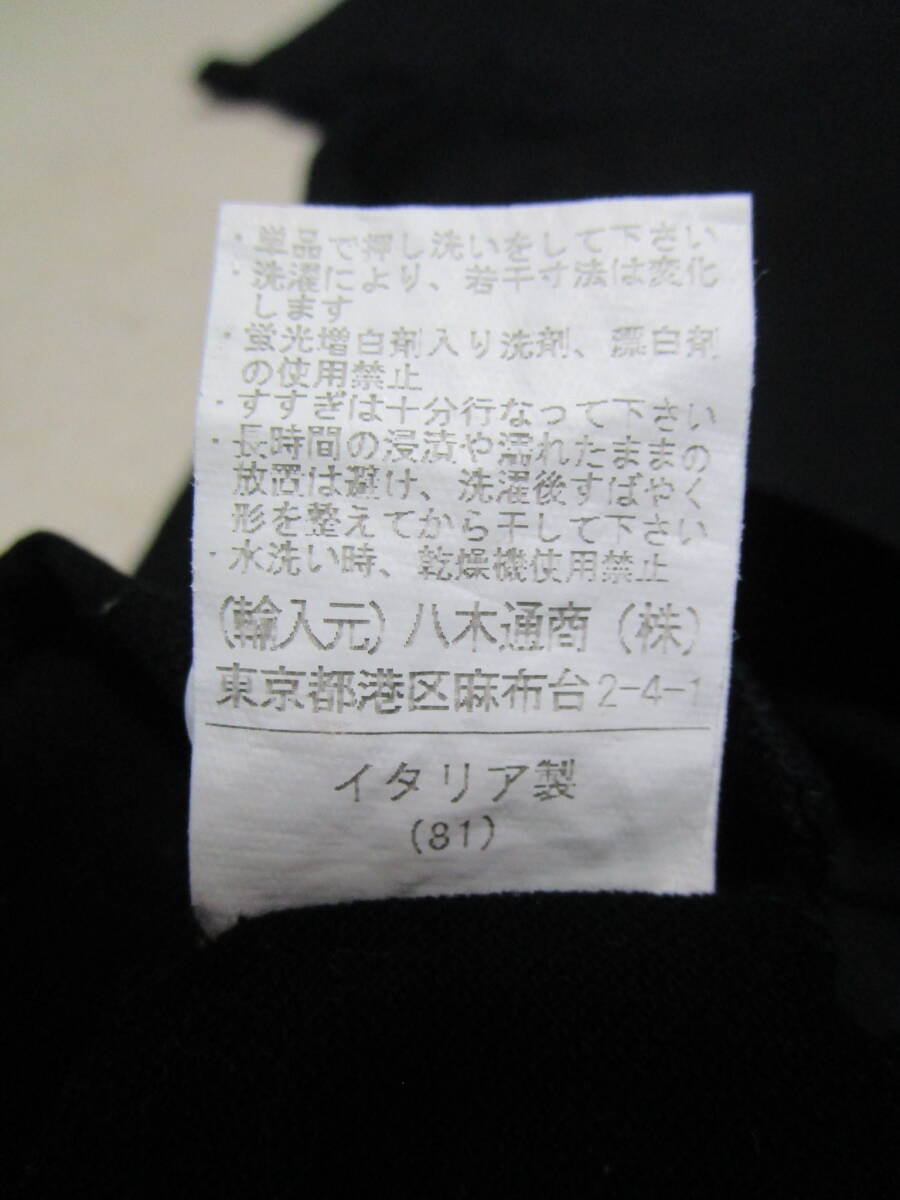 ・単品で押し洗いをして下さい
・洗濯により、若干寸法は変化
します
・蛍光増白剤入り洗剤、漂白剤
の使用禁止
・すすぎは十分行なって下さい
・長時間の浸漬や濡れたままの
放置は避け、洗濯後すばやく
形を整えてから干して下さい
・水洗い時、乾燥機使用禁止
(輸入元) 八木通商 (株)
東京都港区麻布台2-4-1
イタリア製
(81)